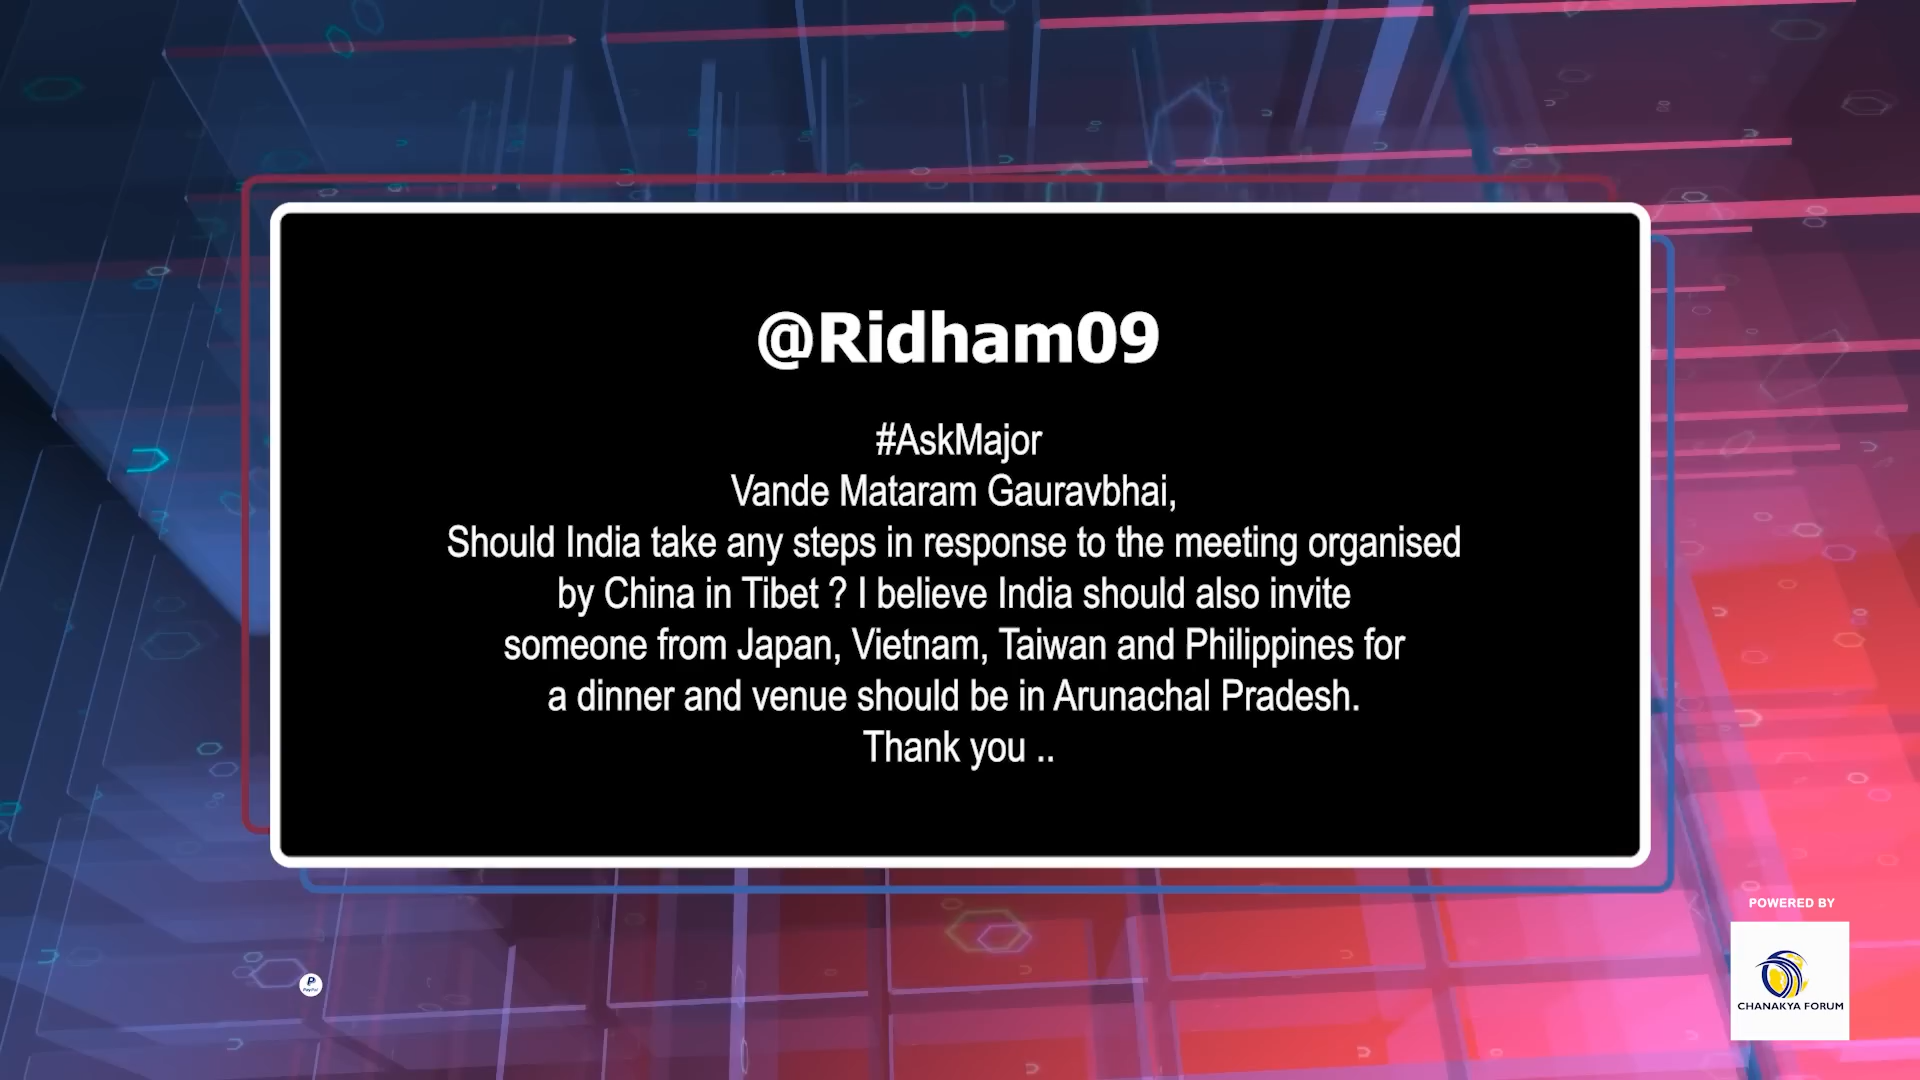 @Ridham09
#AskMajor
Vande Mataram Gauravbhai,
Should India take any steps in response to the meeting organised
by China in Tibet ? I believe India should also invite
someone from Japan, Vietnam, Taiwan and Philippines for
a dinner and venue should be in Arunachal Pradesh.
Thank you ..
POWERED BY
CHANAKYA FORUM
PayPal